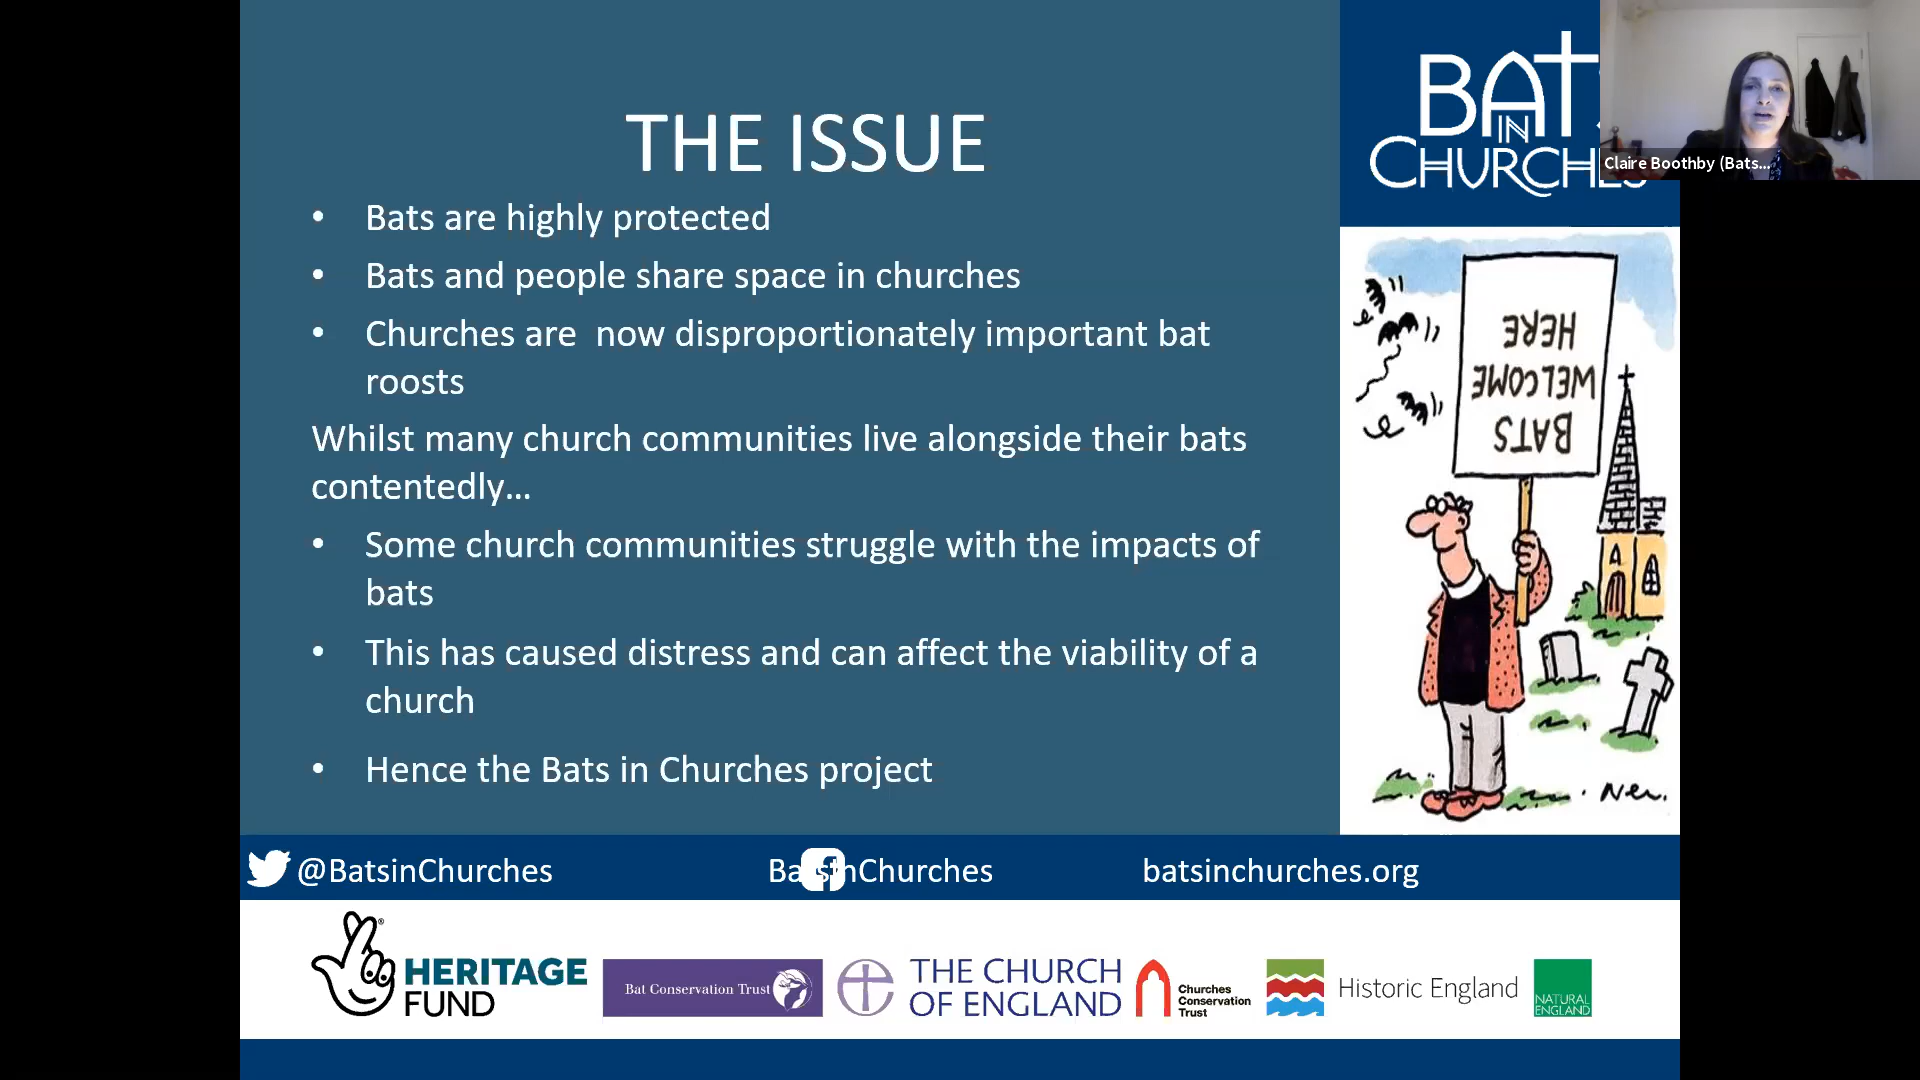 THE ISSUE
• Bats are highly protected
• Bats and people share space in churches
• Churches are  now disproportionately important bat
roosts
Whilst many church communities live alongside their bats
contentedly…
• Some church communities struggle with the impacts of
bats
• This has caused distress and can affect the viability of a
church
• Hence the Bats in Churches project
BATS
IN
CHURCHES
Claire Boothby (Bats...
BATS
WELCOME
HERE
@BatsinChurches
BatsinChurches
batsinchurches.org
HERITAGE
FUND
Bat Conservation Trust
THE CHURCH
OF ENGLAND
Churches
Conservation
Trust
Historic England
NATURAL
ENGLAND